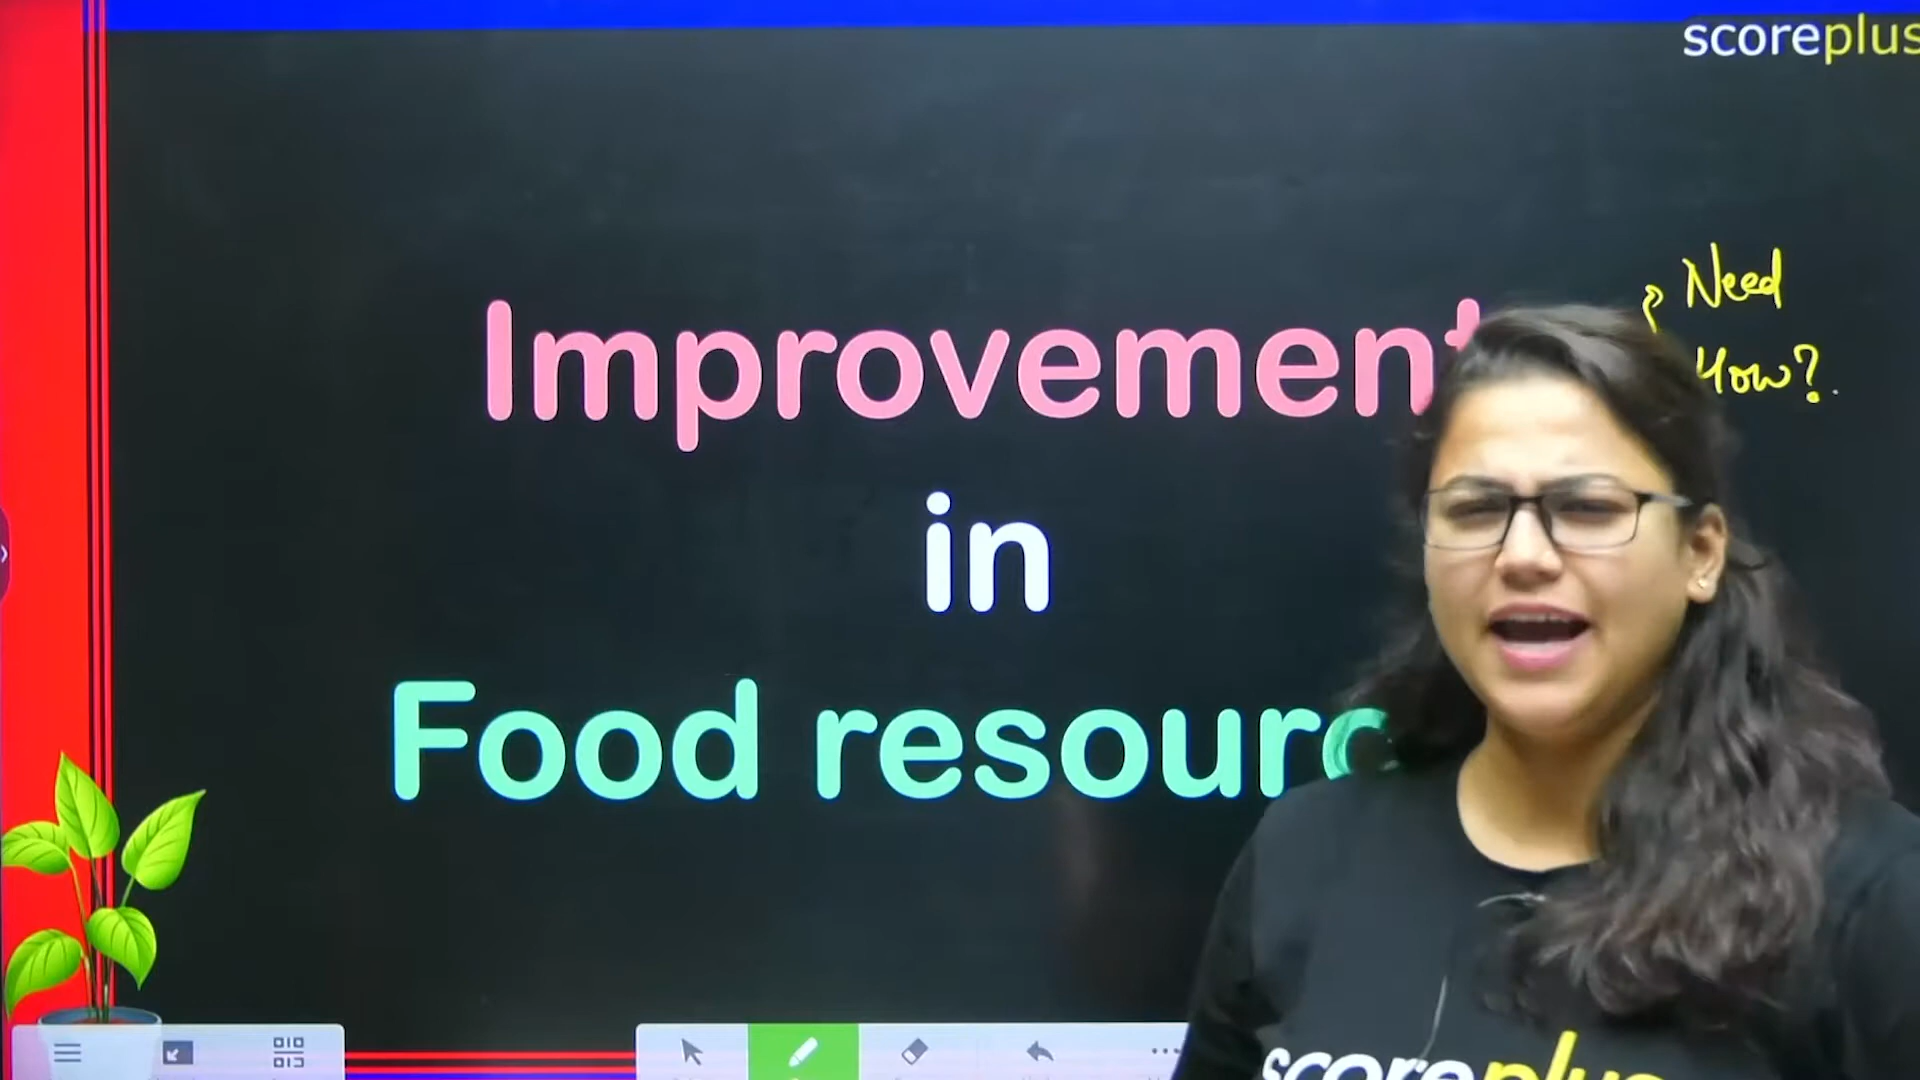 scoreplus
Need
How?
Improvement
in
Food resourc
scoreplus